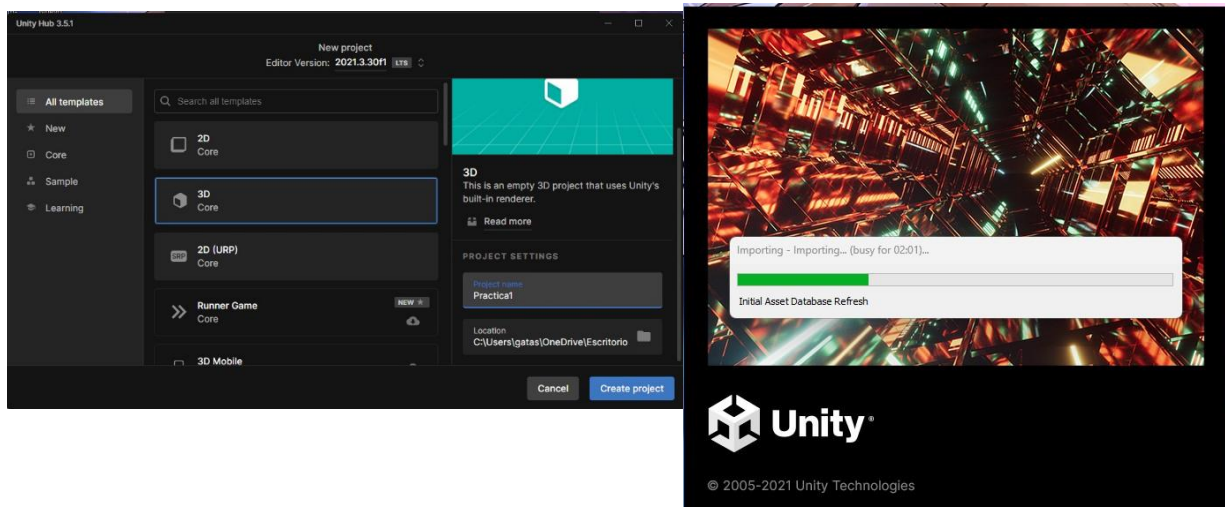 Unity Hub 3.5.1
New project
Editor Version: 2021.3.30f1 LTS
All templates
New
Core
Sample
Learning
Search all templates
2D
Core
3D
Core
SRP
2D (URP)
Core
Runner Game
Core
NEW
3D Mobile
3D
This is an empty 3D project that uses Unity's
built-in renderer.
Read more
PROJECT SETTINGS
Project name
Practica1
Location
C:\Users\gatas\OneDrive\Escritorio
Cancel
Create project
Importing - Importing... (busy for 02:01)...
Initial Asset Database Refresh
Unity®
© 2005-2021 Unity Technologies